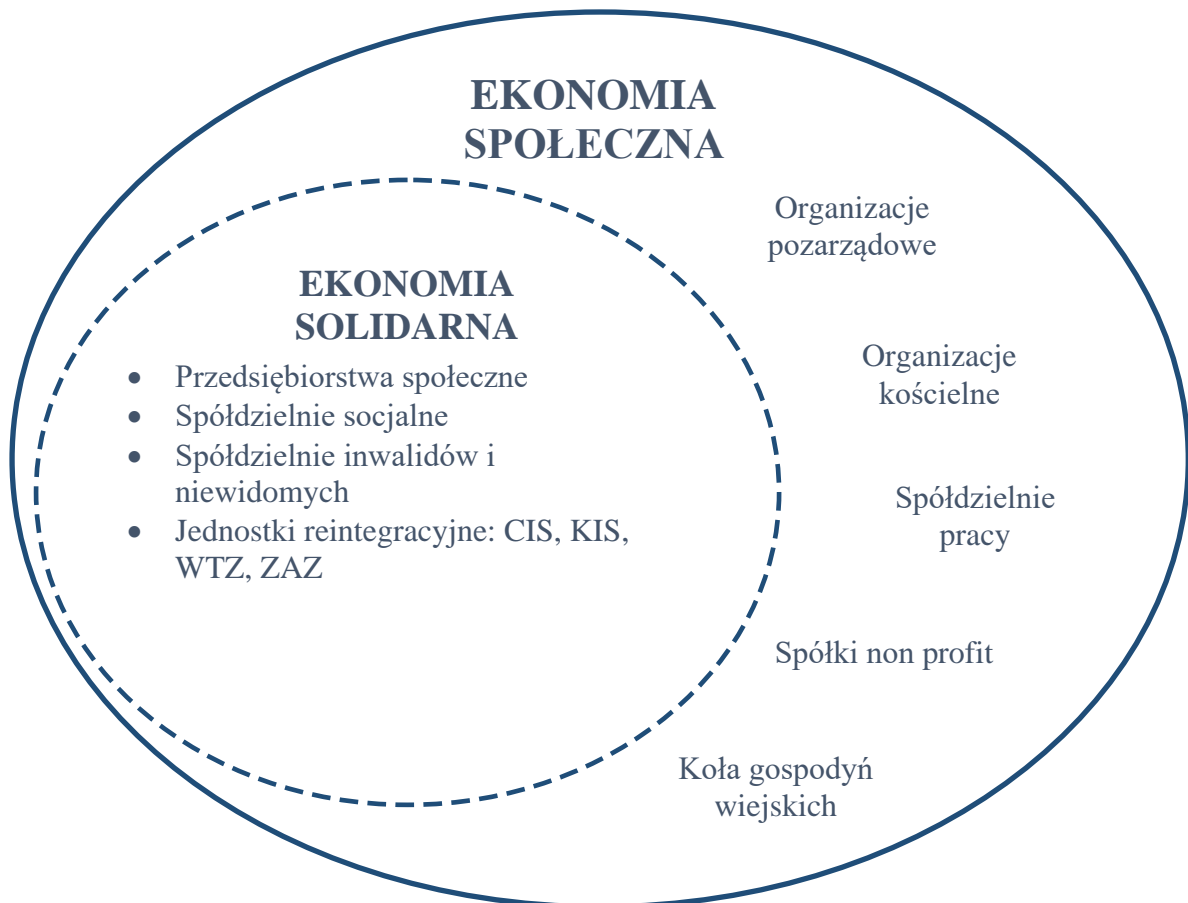 EKONOMIA
SPOŁECZNA
Organizacje
pozarządowe
EKONOMIA
SOLIDARNA
• Przedsiębiorstwa społeczne
• Spółdzielnie socjalne
• Spółdzielnie inwalidów i
niewidomych
• Jednostki reintegracyjne: CIS, KIS,
WTZ, ZAZ
Organizacje
kościelne
Spółdzielnie
pracy
Spółki non profit
Koła gospodyń
wiejskich